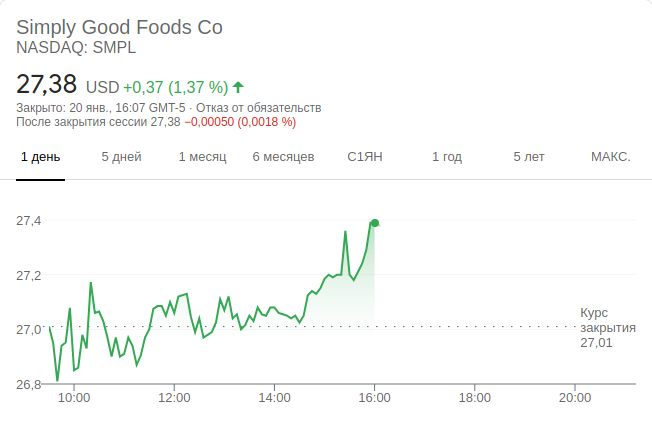 Simply Good Foods Co
NASDAQ: SMPL
27,38 USD +0,37 (1,37 %)
Закрыто: 20 янв., 16:07 GMT-5 · Отказ от обязательств
После закрытия сессии 27,38 −0,00050 (0,0018 %)
1 день 5 дней 1 месяц 6 месяцев С1ЯН 1 год 5 лет МАКС.
27,4
27,2
27,0
26,8
Курс
закрытия
27,01
10:00 12:00 14:00 16:00 18:00 20:00